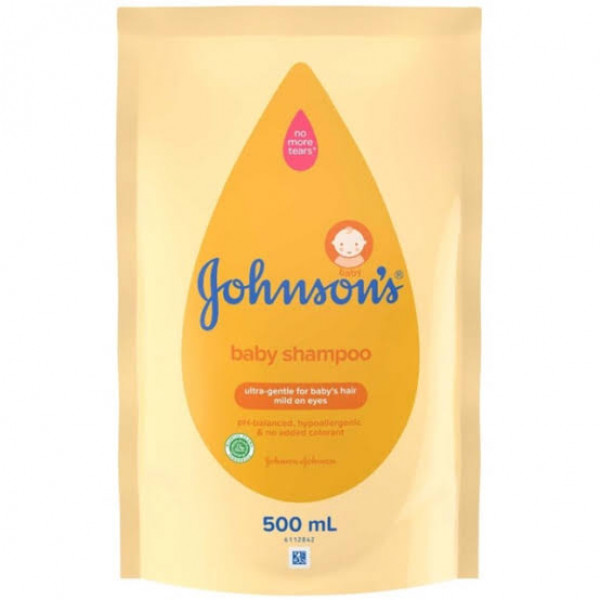 no
more
tears®
baby
Johnson's®
baby shampoo
ultra-gentle for baby's hair
mild on eyes
pH-balanced, hypoallergenic
& no added colorant
Johnson & Johnson
500 mL
6112842